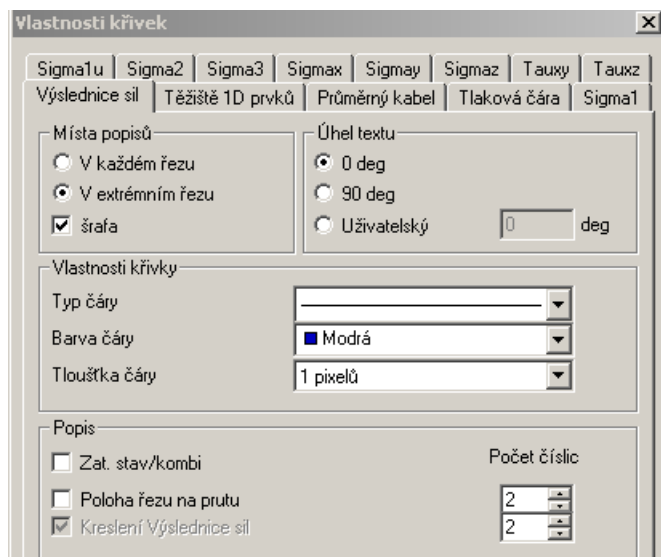 Vlastnosti křivek
Sigma1u Sigma2 Sigma3 Sigmax Sigmay Sigmaz Tauxy Tauxz
Výslednice sil Těžiště 1D prvků Průměrný kabel Tlaková čára Sigma1
Místa popisů
V každém řezu
V extrémním řezu
šrafa
Úhel textu
0 deg
90 deg
Uživatelský 0 deg
Vlastnosti křivky
Typ čáry
Barva čáry Modrá
Tloušťka čáry 1 pixelů
Popis
Zat. stav/kombi Počet číslic
Poloha řezu na prutu 2
Kreslení Výslednice sil 2